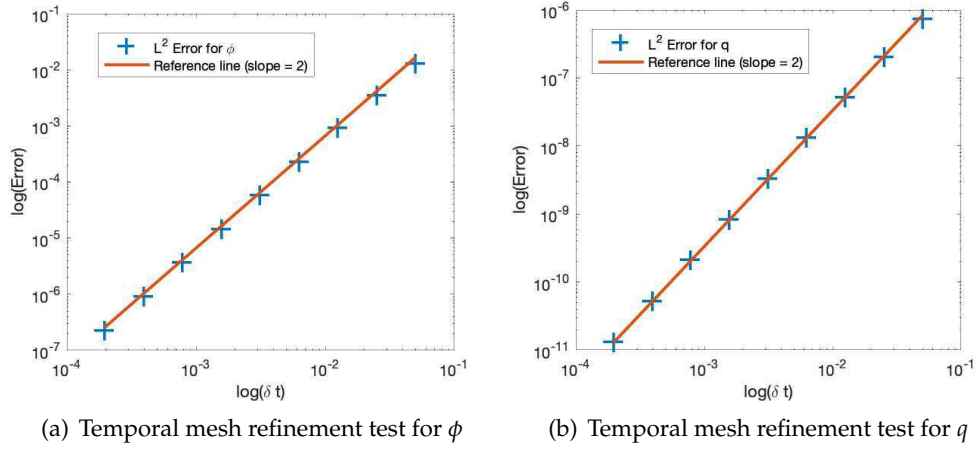 10^-1
10^-2
10^-3
10^-4
10^-5
10^-6
10^-7
log(Error)
L^2 Error for ϕ
Reference line (slope = 2)
10^-4
10^-3
10^-2
10^-1
log(δ t)
(a) Temporal mesh refinement test for ϕ
10^-6
10^-7
10^-8
10^-9
10^-10
10^-11
log(Error)
L^2 Error for q
Reference line (slope = 2)
10^-4
10^-3
10^-2
10^-1
log(δ t)
(b) Temporal mesh refinement test for q